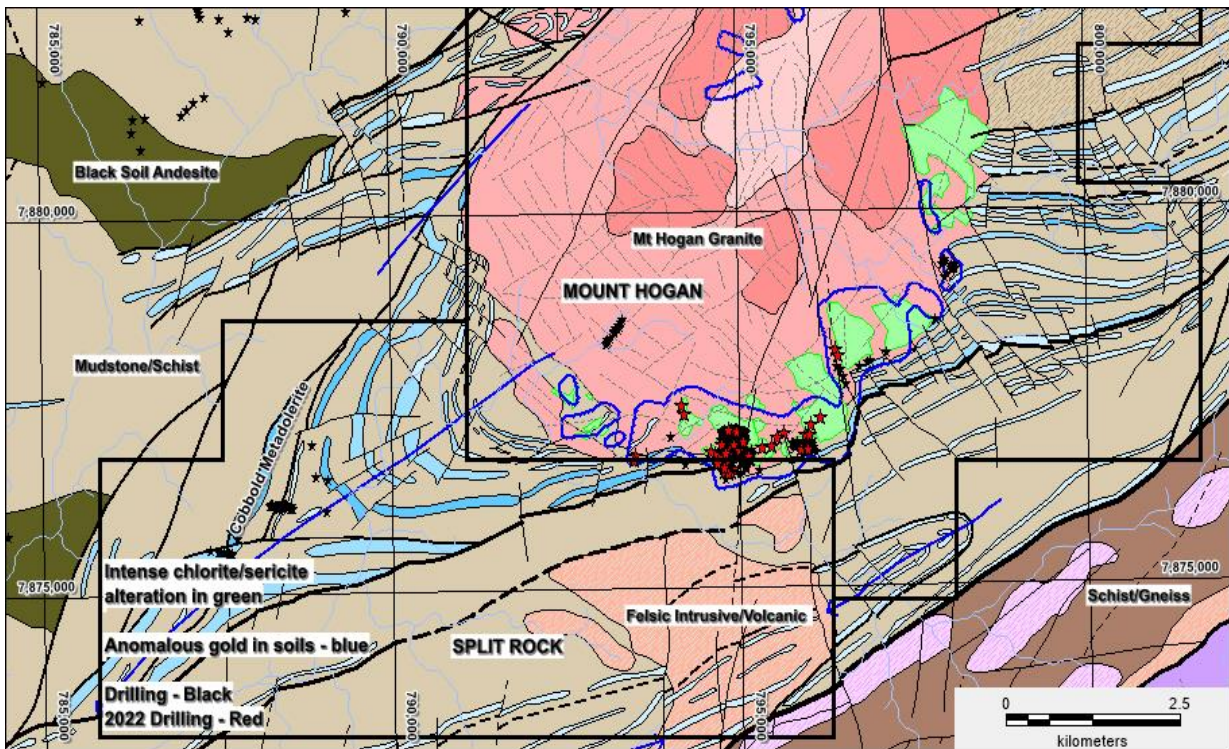 785,000
790,000
795,000
800,000
Black Soil Andesite
7,880,000
7,880,000
Mt Hogan Granite
MOUNT HOGAN
Mudstone/Schist
Cobbold Metadolerite
Intense chlorite/sericite
alteration in green
7,875,000
7,875,000
Felsic Intrusive/Volcanic
Schist/Gneiss
Anomalous gold in soils - blue
SPLIT ROCK
Drilling - Black
2022 Drilling - Red
785,000
790,000
795,000
0 2.5
kilometers